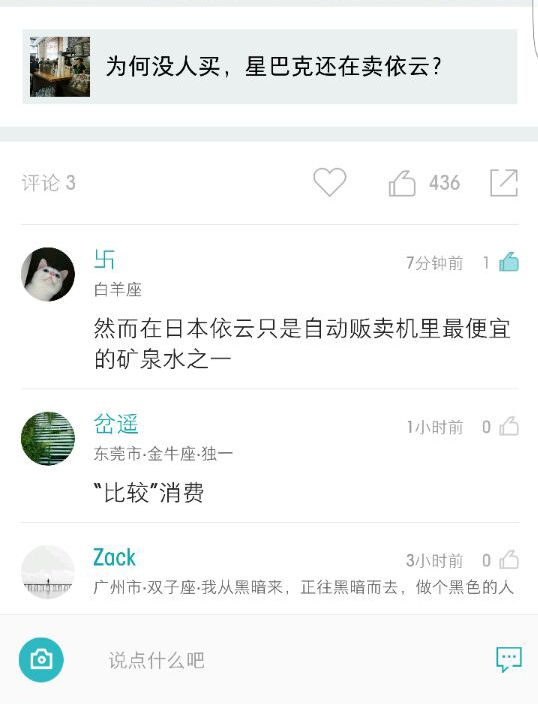 为何没人买，星巴克还在卖依云？
评论 3
436
卐
7分钟前 1
白羊座
然而在日本依云只是自动贩卖机里最便宜
的矿泉水之一
岔遥
1小时前 0
东莞市·金牛座·独一
“比较”消费
Zack
3小时前 0
广州市·双子座·我从黑暗来，正往黑暗而去，做个黑色的人
说点什么吧